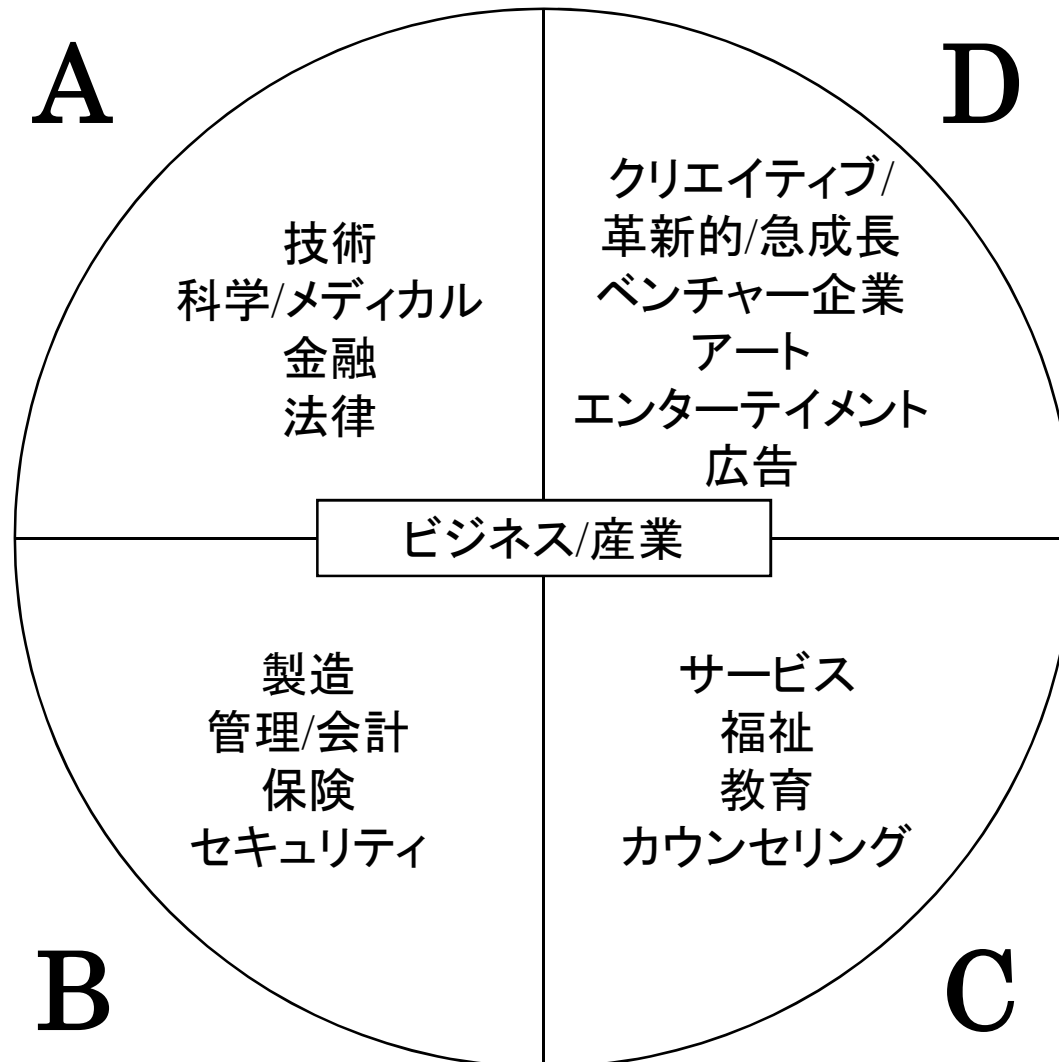 A
技術
科学/メディカル
金融
法律
D
クリエイティブ/
革新的/急成長
ベンチャー企業
アート
エンターテイメント
広告
ビジネス/産業
製造
管理/会計
保険
セキュリティ
B
サービス
福祉
教育
カウンセリング
C